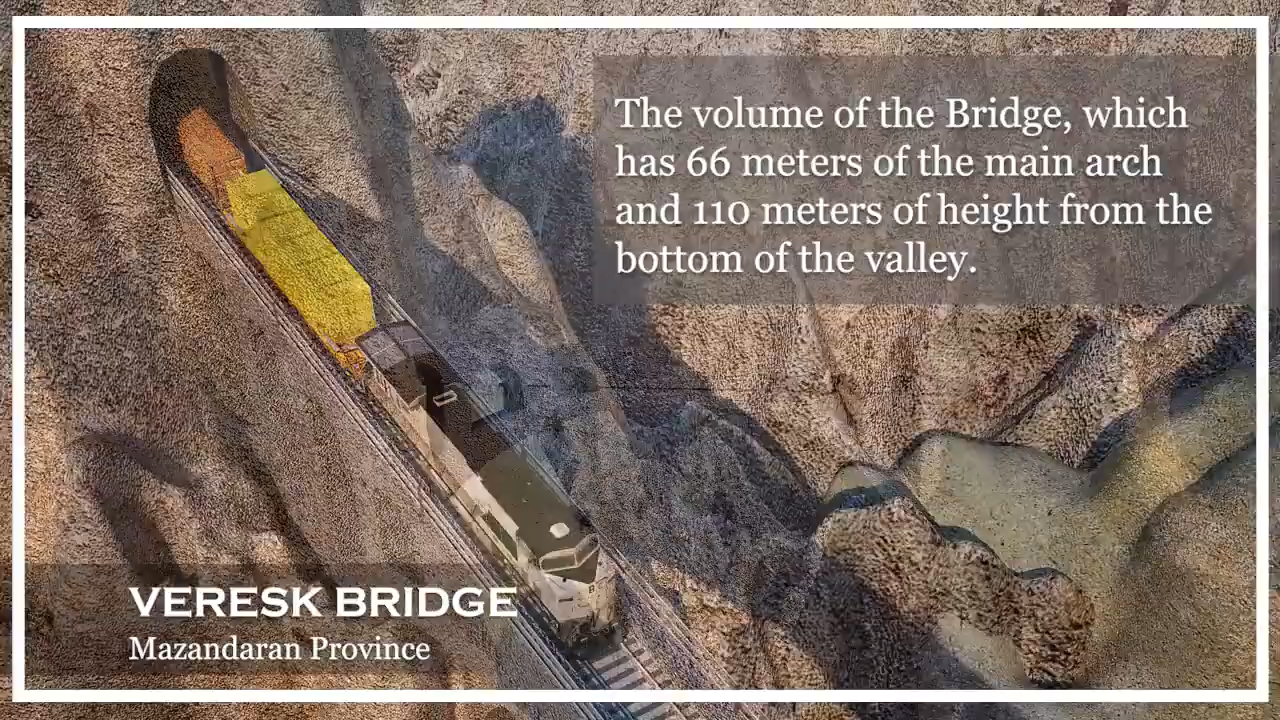 The volume of the Bridge, which
has 66 meters of the main arch
and 110 meters of height from the
bottom of the valley.
VERESK BRIDGE
Mazandaran Province